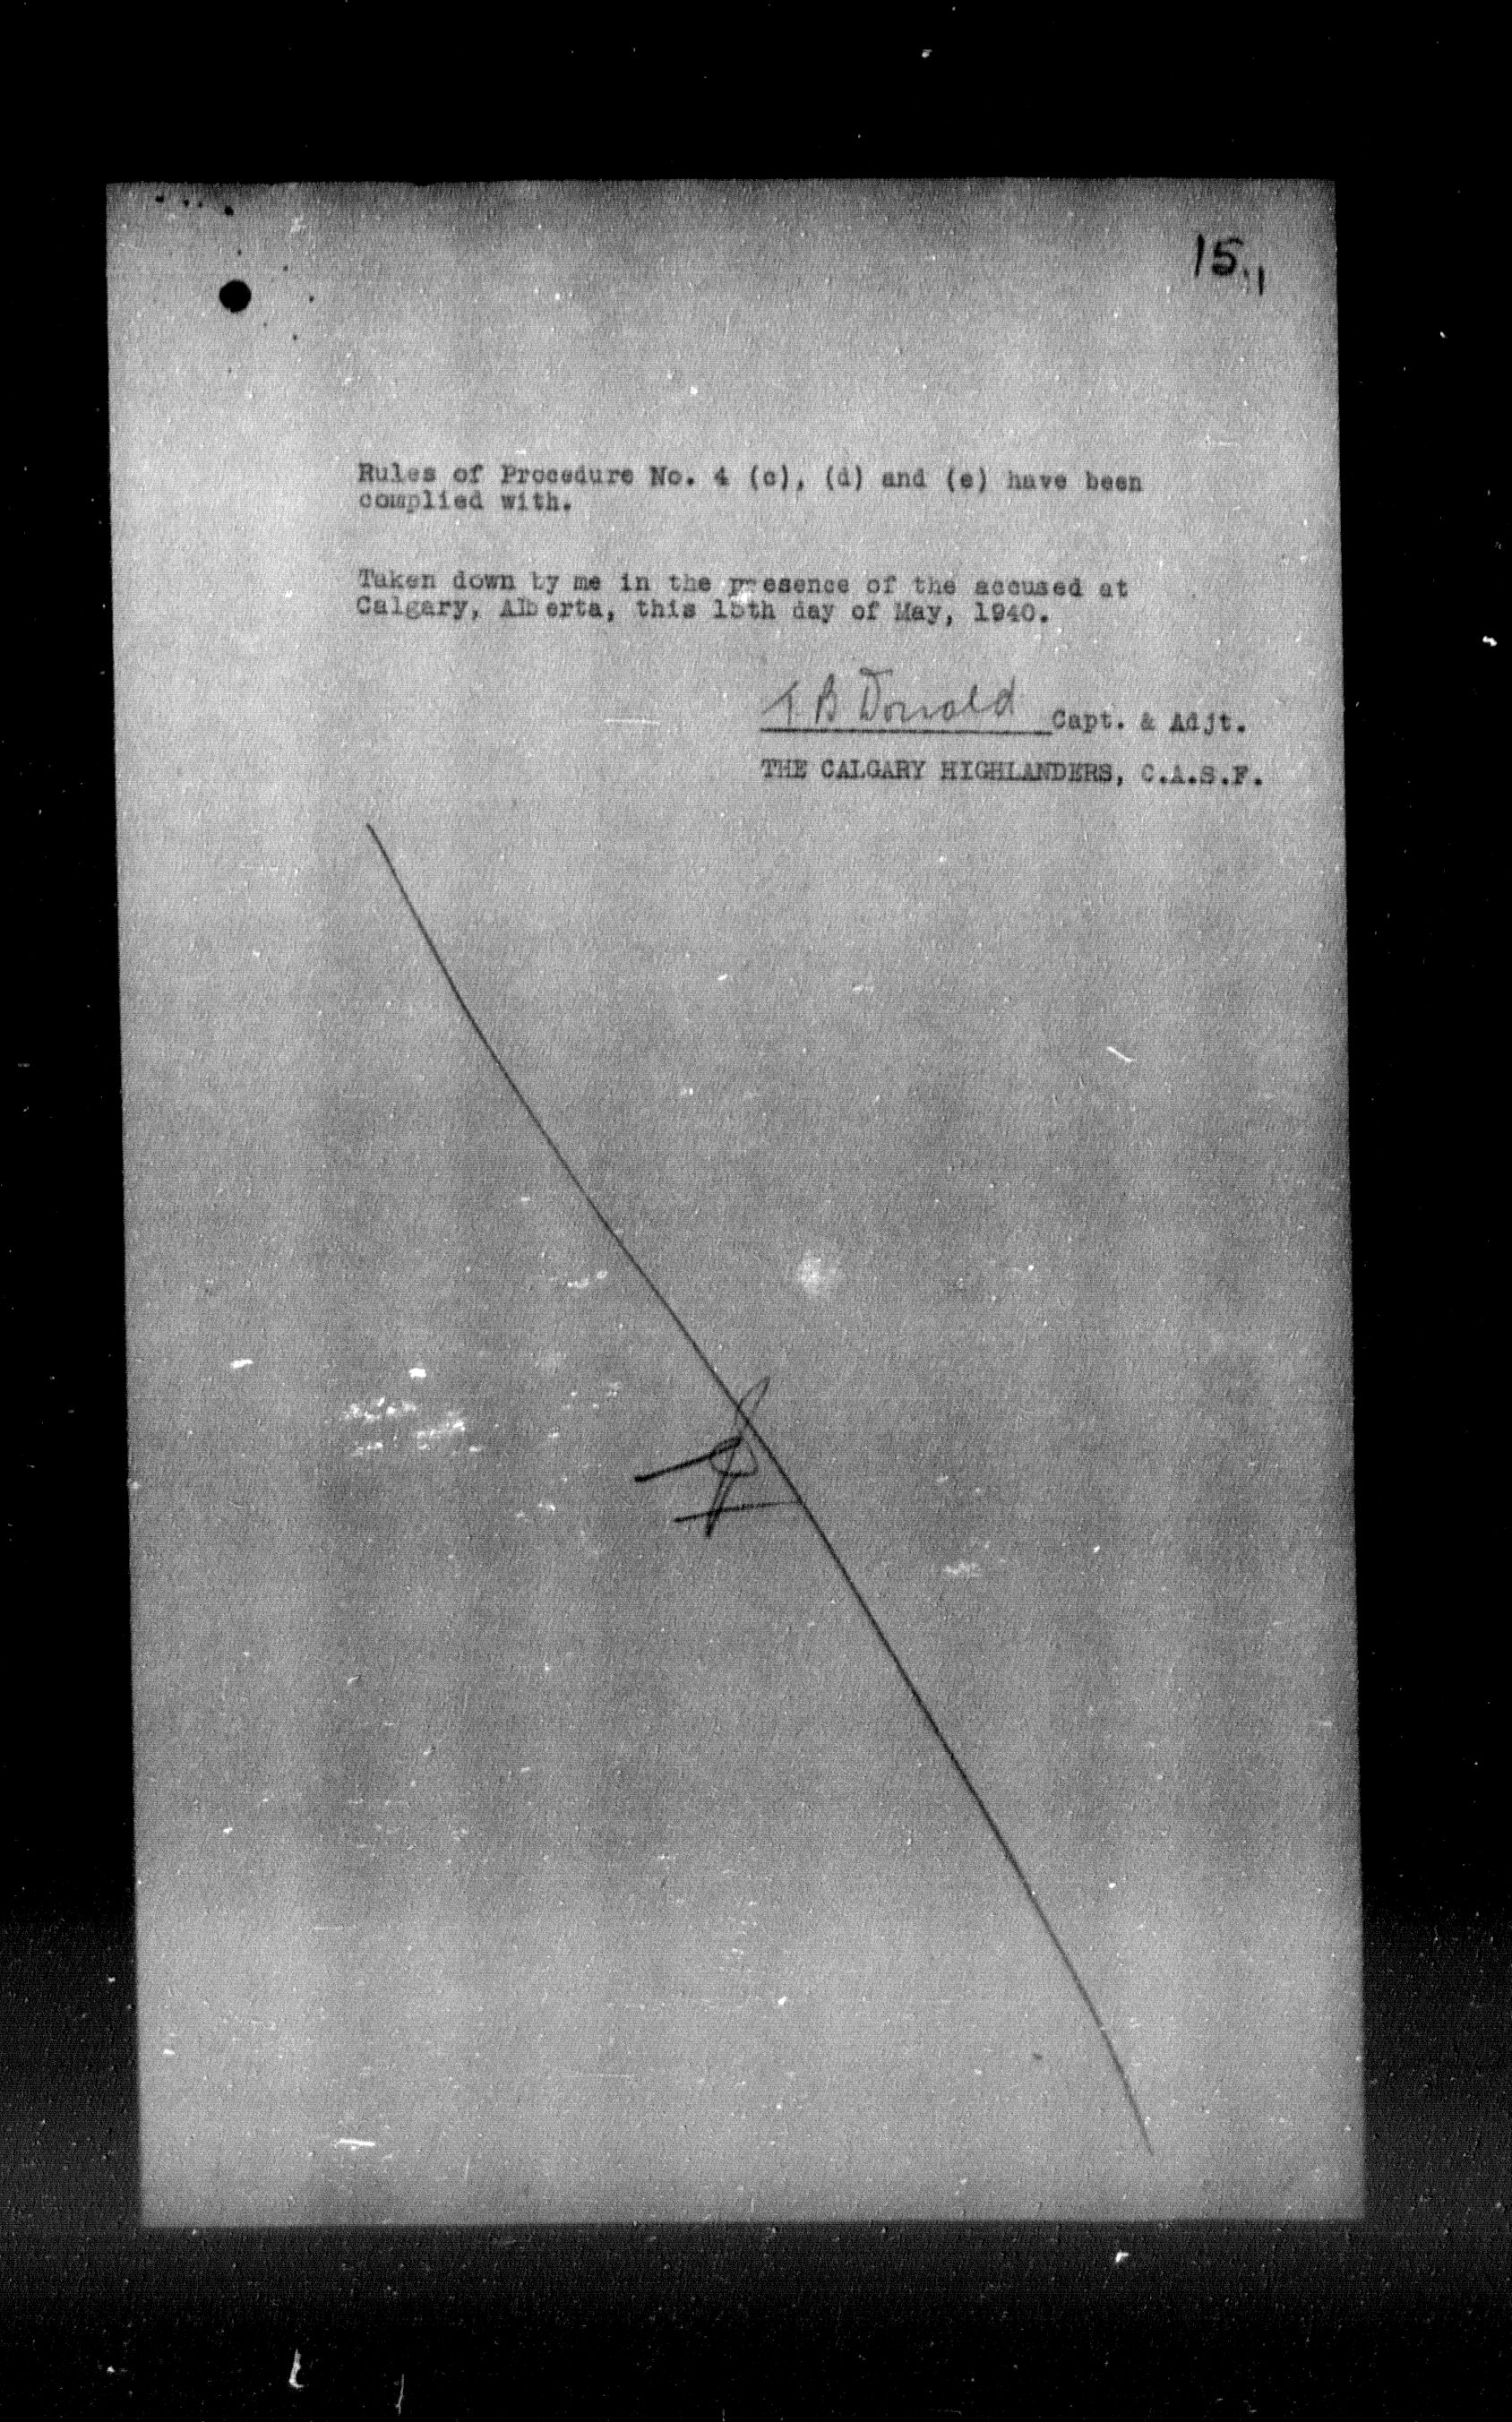 15
Rules of Procedure No. 4 (c), (d) and (e) have been
complied with.
Taken down by me in the presence of the accused at
Calgary, Alberta, this 15th day of May, 1940.
Donald Capt. & Adjt.
THE CALGARY HIGHLANDERS, C.A.S.F.